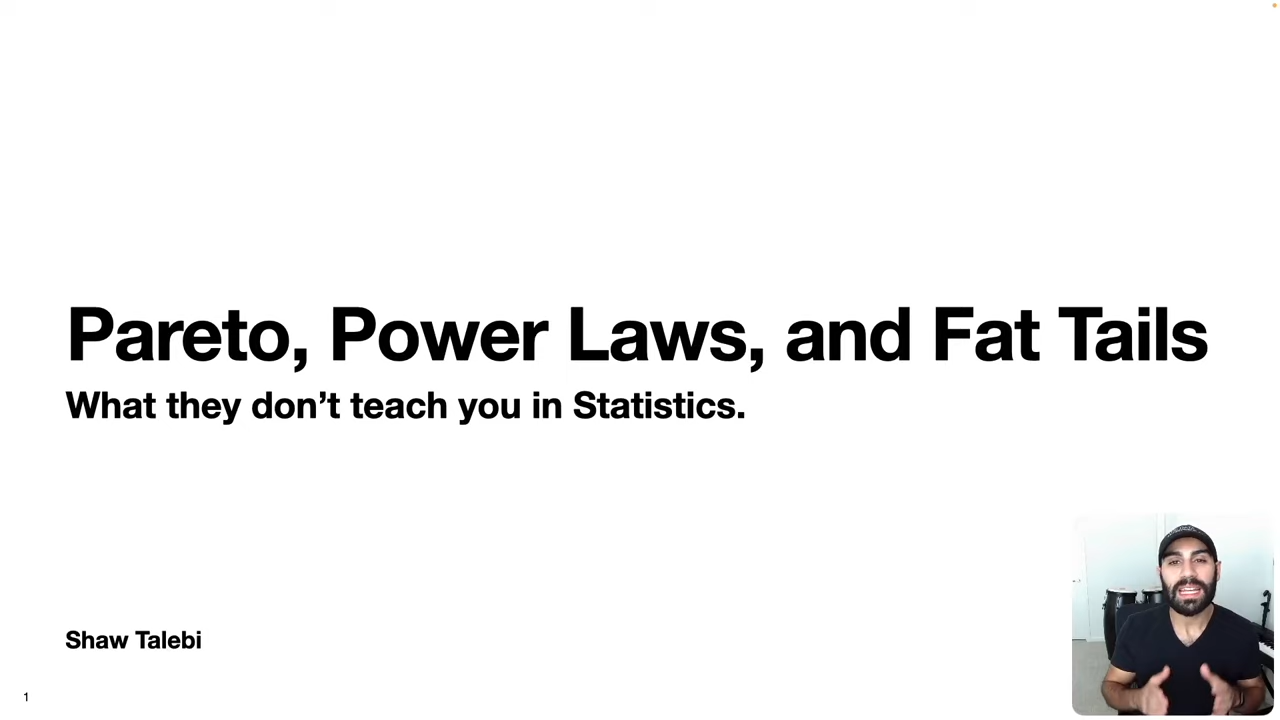 Pareto, Power Laws, and Fat Tails
What they don’t teach you in Statistics.
Shaw Talebi
1